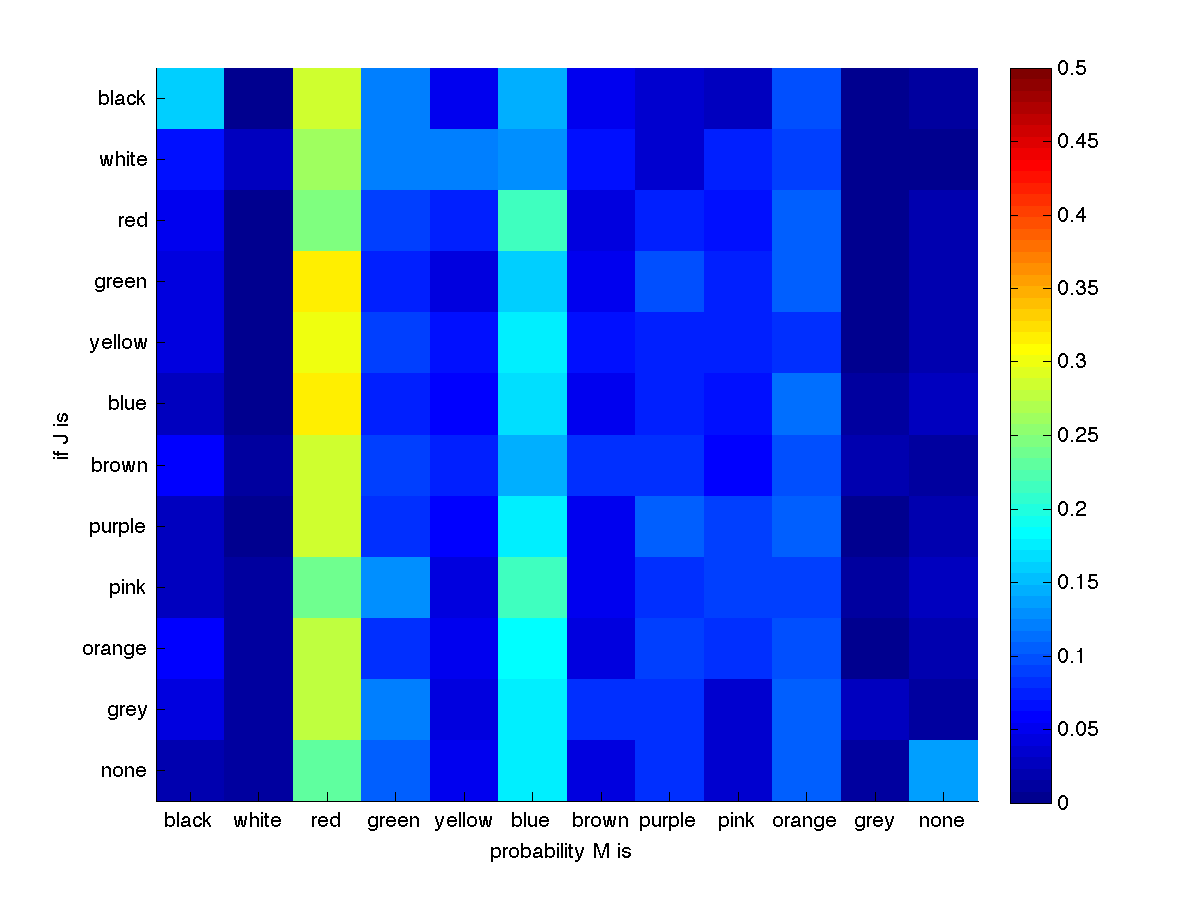 black
white
red
green
yellow
blue
brown
purple
pink
orange
grey
none
if J is
black white red green yellow blue brown purple pink orange grey none
probability M is
0.5
0.45
0.4
0.35
0.3
0.25
0.2
0.15
0.1
0.05
0